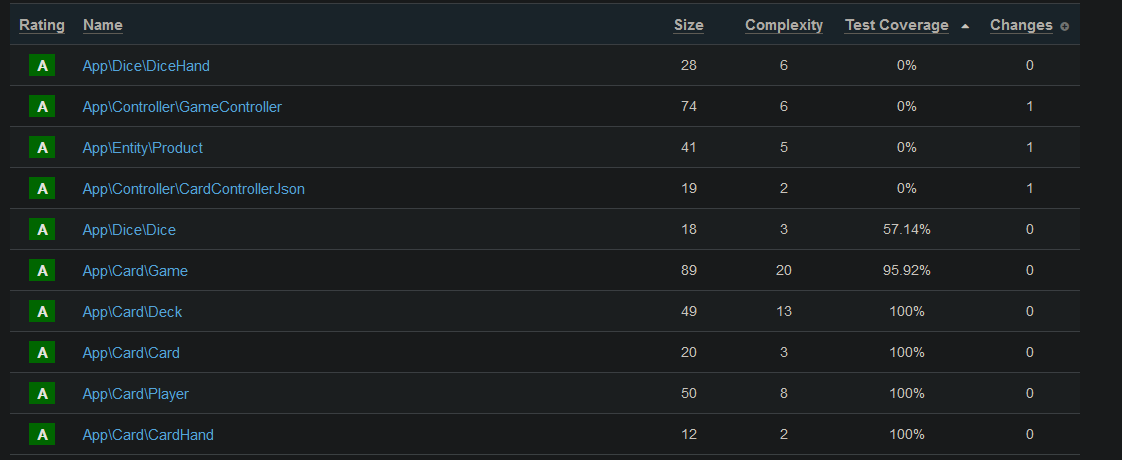 Rating Name Size Complexity Test Coverage Changes
A App\Dice\DiceHand 28 6 0% 0
A App\Controller\GameController 74 6 0% 1
A App\Entity\Product 41 5 0% 1
A App\Controller\CardControllerJson 19 2 0% 1
A App\Dice\Dice 18 3 57.14% 0
A App\Card\Game 89 20 95.92% 0
A App\Card\Deck 49 13 100% 0
A App\Card\Card 20 3 100% 0
A App\Card\Player 50 8 100% 0
A App\Card\CardHand 12 2 100% 0